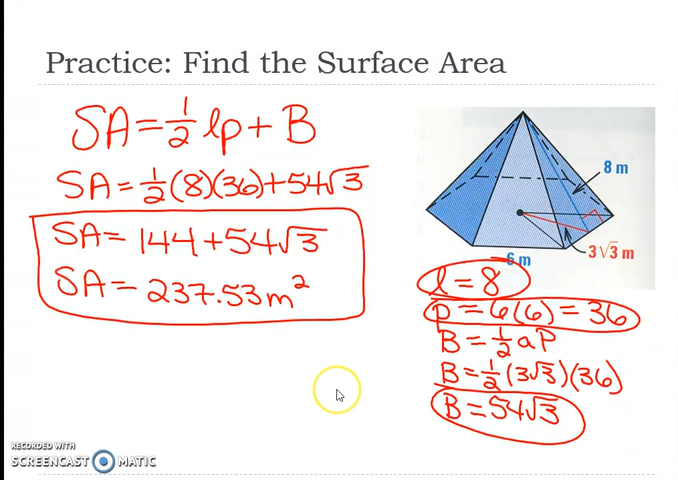 Practice: Find the Surface Area
SA = 1/2 lp + B
SA = 1/2 (8)(36) + 54√3
SA = 144 + 54√3
SA = 237.53 m²
8 m
3√3 m
6 m
l = 8
p = 6(6) = 36
B = 1/2 aP
B = 1/2 (3√3)(36)
B = 54√3
RECORDED WITH
SCREENCAST MATIC